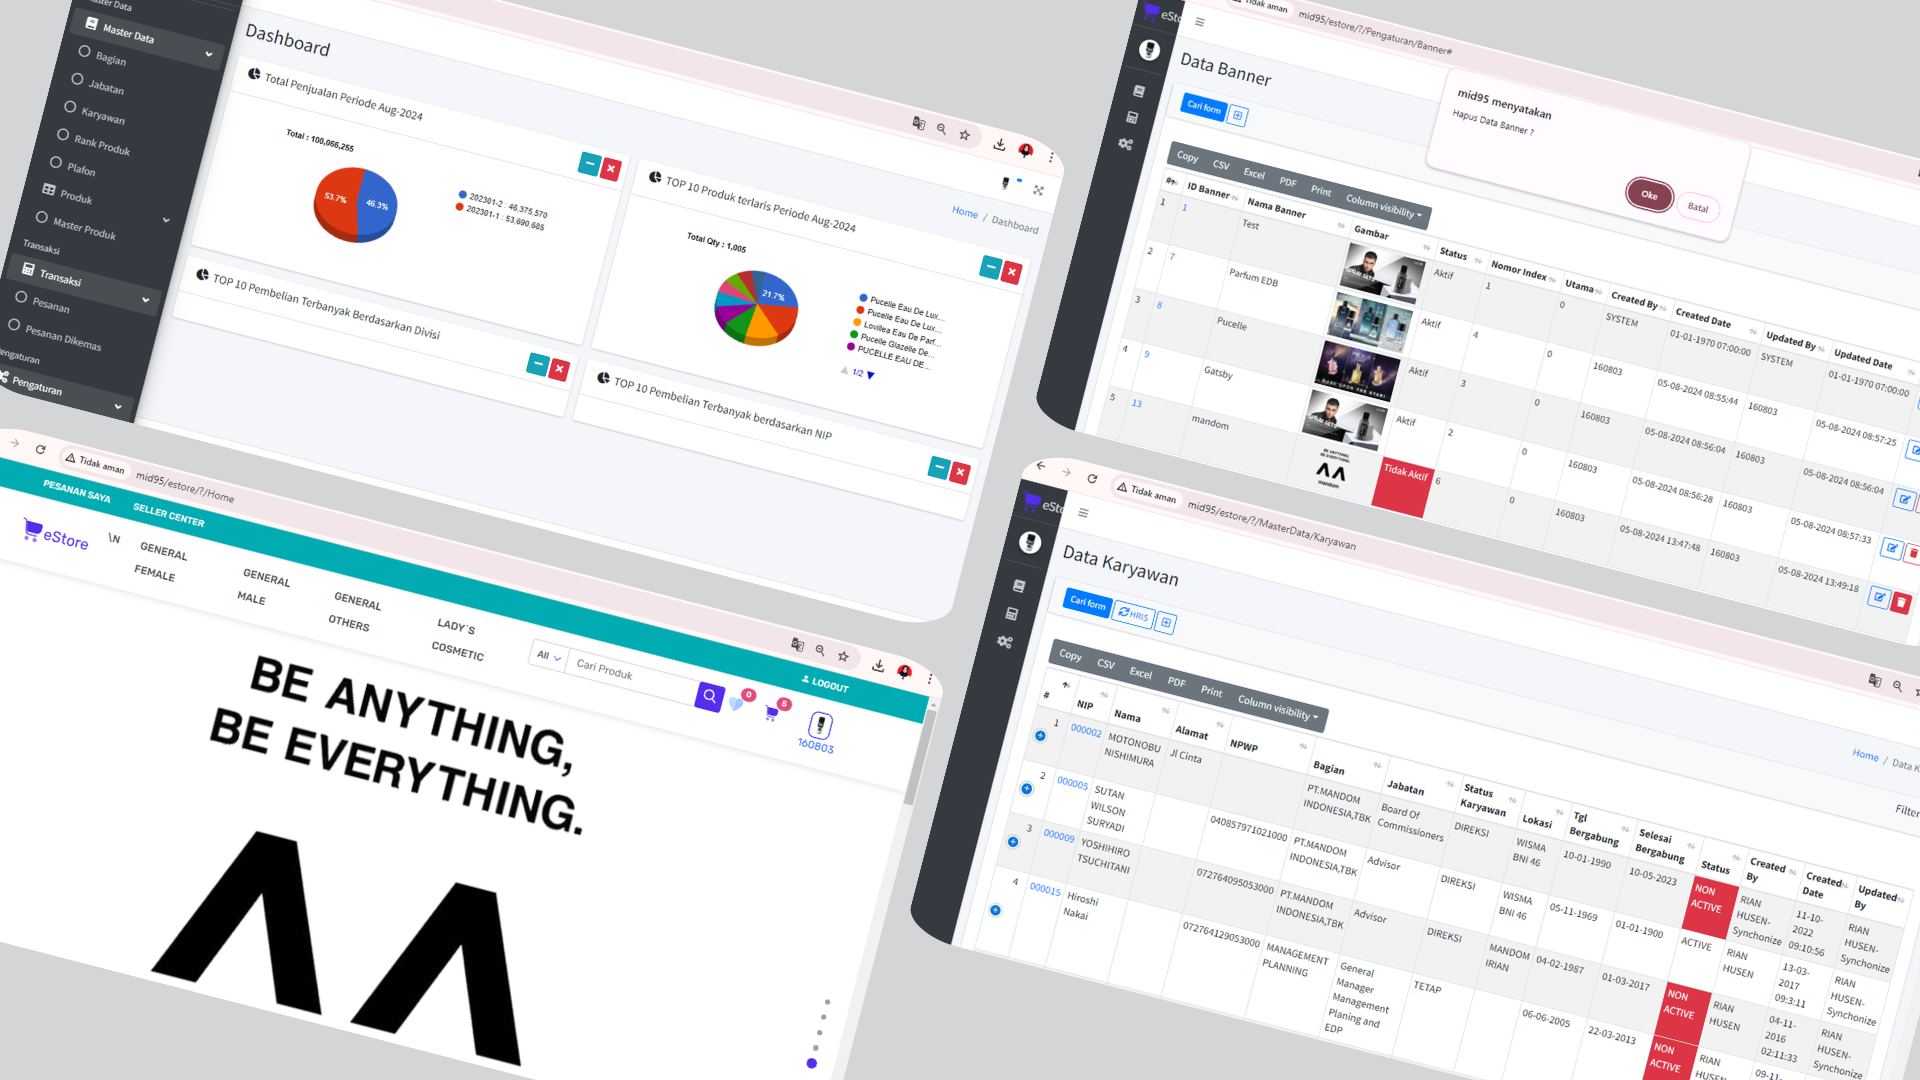 Master Data
Master Data
Bagian
Jabatan
Karyawan
Rank Produk
Plafon
Produk
Master Produk
Transaksi
Transaksi
Pesanan
Pesanan Dikemas
Pengaturan
Pengaturan
Dashboard
Home / Dashboard
Total Penjualan Periode Aug-2024
Total : 100,066,255
53.7%
46.3%
202301-2 : 46,375,570
202301-1 : 53,690,685
TOP 10 Produk terlaris Periode Aug-2024
Total Qty : 1,005
21.7%
Pucelle Eau De Lux...
Pucelle Eau De Lux...
Lovillea Eau De Parf...
Pucelle Glazelle De...
PUCELLE EAU DE...
1/2
TOP 10 Pembelian Terbanyak Berdasarkan Divisi
TOP 10 Pembelian Terbanyak berdasarkan NIP
Tidak aman
mid95/estore/?/Pengaturan/Banner#
Data Banner
Cari form
mid95 menyatakan
Hapus Data Banner ?
Oke
Batal
Copy CSV Excel PDF Print Column visibility
# ID Banner Nama Banner Gambar Status Nomor Index Utama Created By Created Date Updated By Updated Date
1 1 Test Aktif 1 0 SYSTEM 01-01-1970 07:00:00 SYSTEM 01-01-1970 07:00:00
2 7 Parfum EDB Aktif 4 0 160803 05-08-2024 08:55:44 160803 05-08-2024 08:57:25
3 8 Pucelle Aktif 3 0 160803 05-08-2024 08:56:04 160803 05-08-2024 08:56:04
4 9 Gatsby Aktif 2 0 160803 05-08-2024 08:56:28 160803 05-08-2024 08:57:33
5 13 mandom BE ANYTHING, BE EVERYTHING. mandom Tidak Aktif 6 0 160803 05-08-2024 13:47:48 160803 05-08-2024 13:49:18
Tidak aman
mid95/estore/?/Home
PESANAN SAYA
SELLER CENTER
LOGOUT
eStore
\N
GENERAL FEMALE
GENERAL MALE
GENERAL OTHERS
LADY`S COSMETIC
All
Cari Produk
0
5
160803
BE ANYTHING,
BE EVERYTHING.
Tidak aman
mid95/estore/?/MasterData/Karyawan
Data Karyawan
Cari form
HRIS
Home
Copy CSV Excel PDF Print Column visibility
# NIP Nama Alamat NPWP Bagian Jabatan Status Karyawan Lokasi Tgl Bergabung Selesai Bergabung Status Created By Created Date Updated By
1 000002 MOTONOBU NISHIMURA Jl Cinta PT.MANDOM INDONESIA,TBK Board Of Commissioners DIREKSI WISMA BNI 46 10-01-1990 10-05-2023 NON ACTIVE RIAN HUSEN-Synchonize 11-10-2022 09:10:56 RIAN HUSEN-Synchonize
2 000005 SUTAN WILSON SURYADI 040857971021000 PT.MANDOM INDONESIA,TBK Advisor DIREKSI WISMA BNI 46 05-11-1969 01-01-1900 ACTIVE RIAN HUSEN 13-03-2017 09:3:11 RIAN HUSEN-Synchonize
3 000009 YOSHIHIRO TSUCHITANI 072764095053000 PT.MANDOM INDONESIA,TBK Advisor DIREKSI MANDOM IRIAN 04-02-1987 01-03-2017 NON ACTIVE RIAN HUSEN 04-11-2016 02:11:33 RIAN HUSEN-Synchonize
4 000015 Hiroshi Nakai 072764129053000 MANAGEMENT PLANNING General Manager Management Planing and EDP TETAP 06-06-2005 22-03-2013 NON ACTIVE RIAN HUSEN